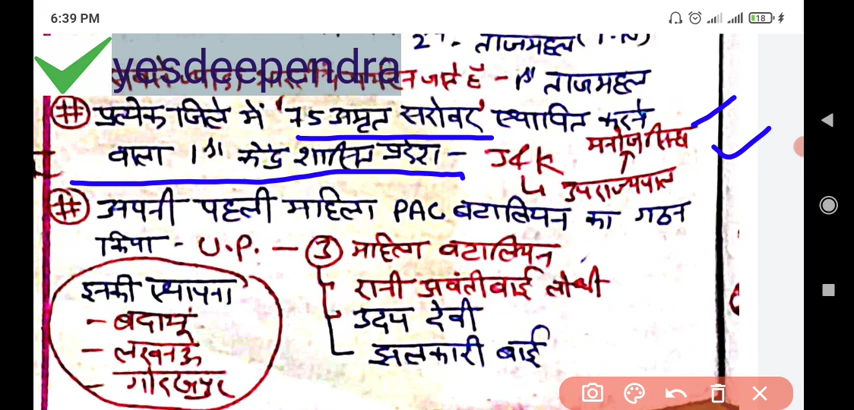 6:39 PM
18
2nd - ताजमहल
yesdeependra
जाते हैं - 1st ताजमहल
# प्रत्येक जिले में '75 अमृत सरोवर' स्थापित करने
वाला 1st केंद्र शासित प्रदेश - J&K
उपराज्यपाल
# अपनी पहली महिला PAC बटालियन का गठन
किया - U.P. - 3 महिला बटालियन
इनकी स्थापना
रानी अवंतीबाई लोधी
- बदायूं
उदय देवी
- लखनऊ
झलकारी बाई
- गोरखपुर